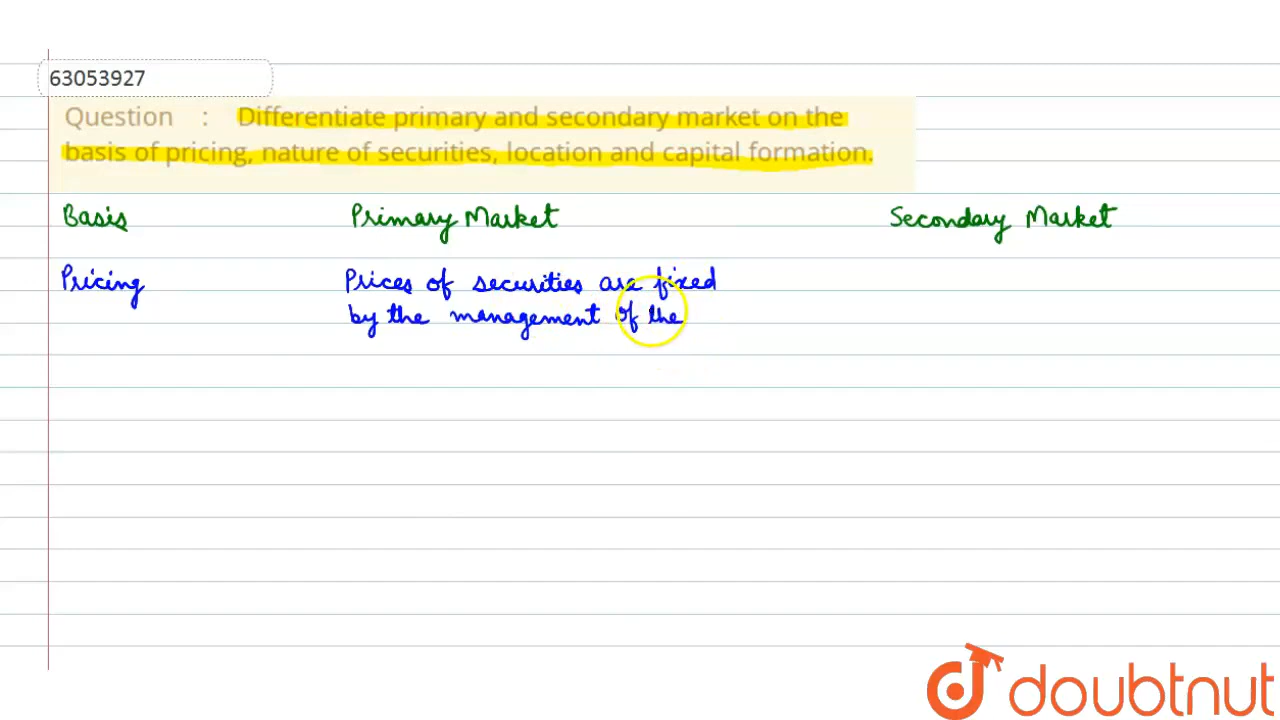 63053927
Question : Differentiate primary and secondary market on the
basis of pricing, nature of securities, location and capital formation.
Basis Primary Market Secondary Market
Pricing Prices of securities are fixed
by the management of the
doubtnut